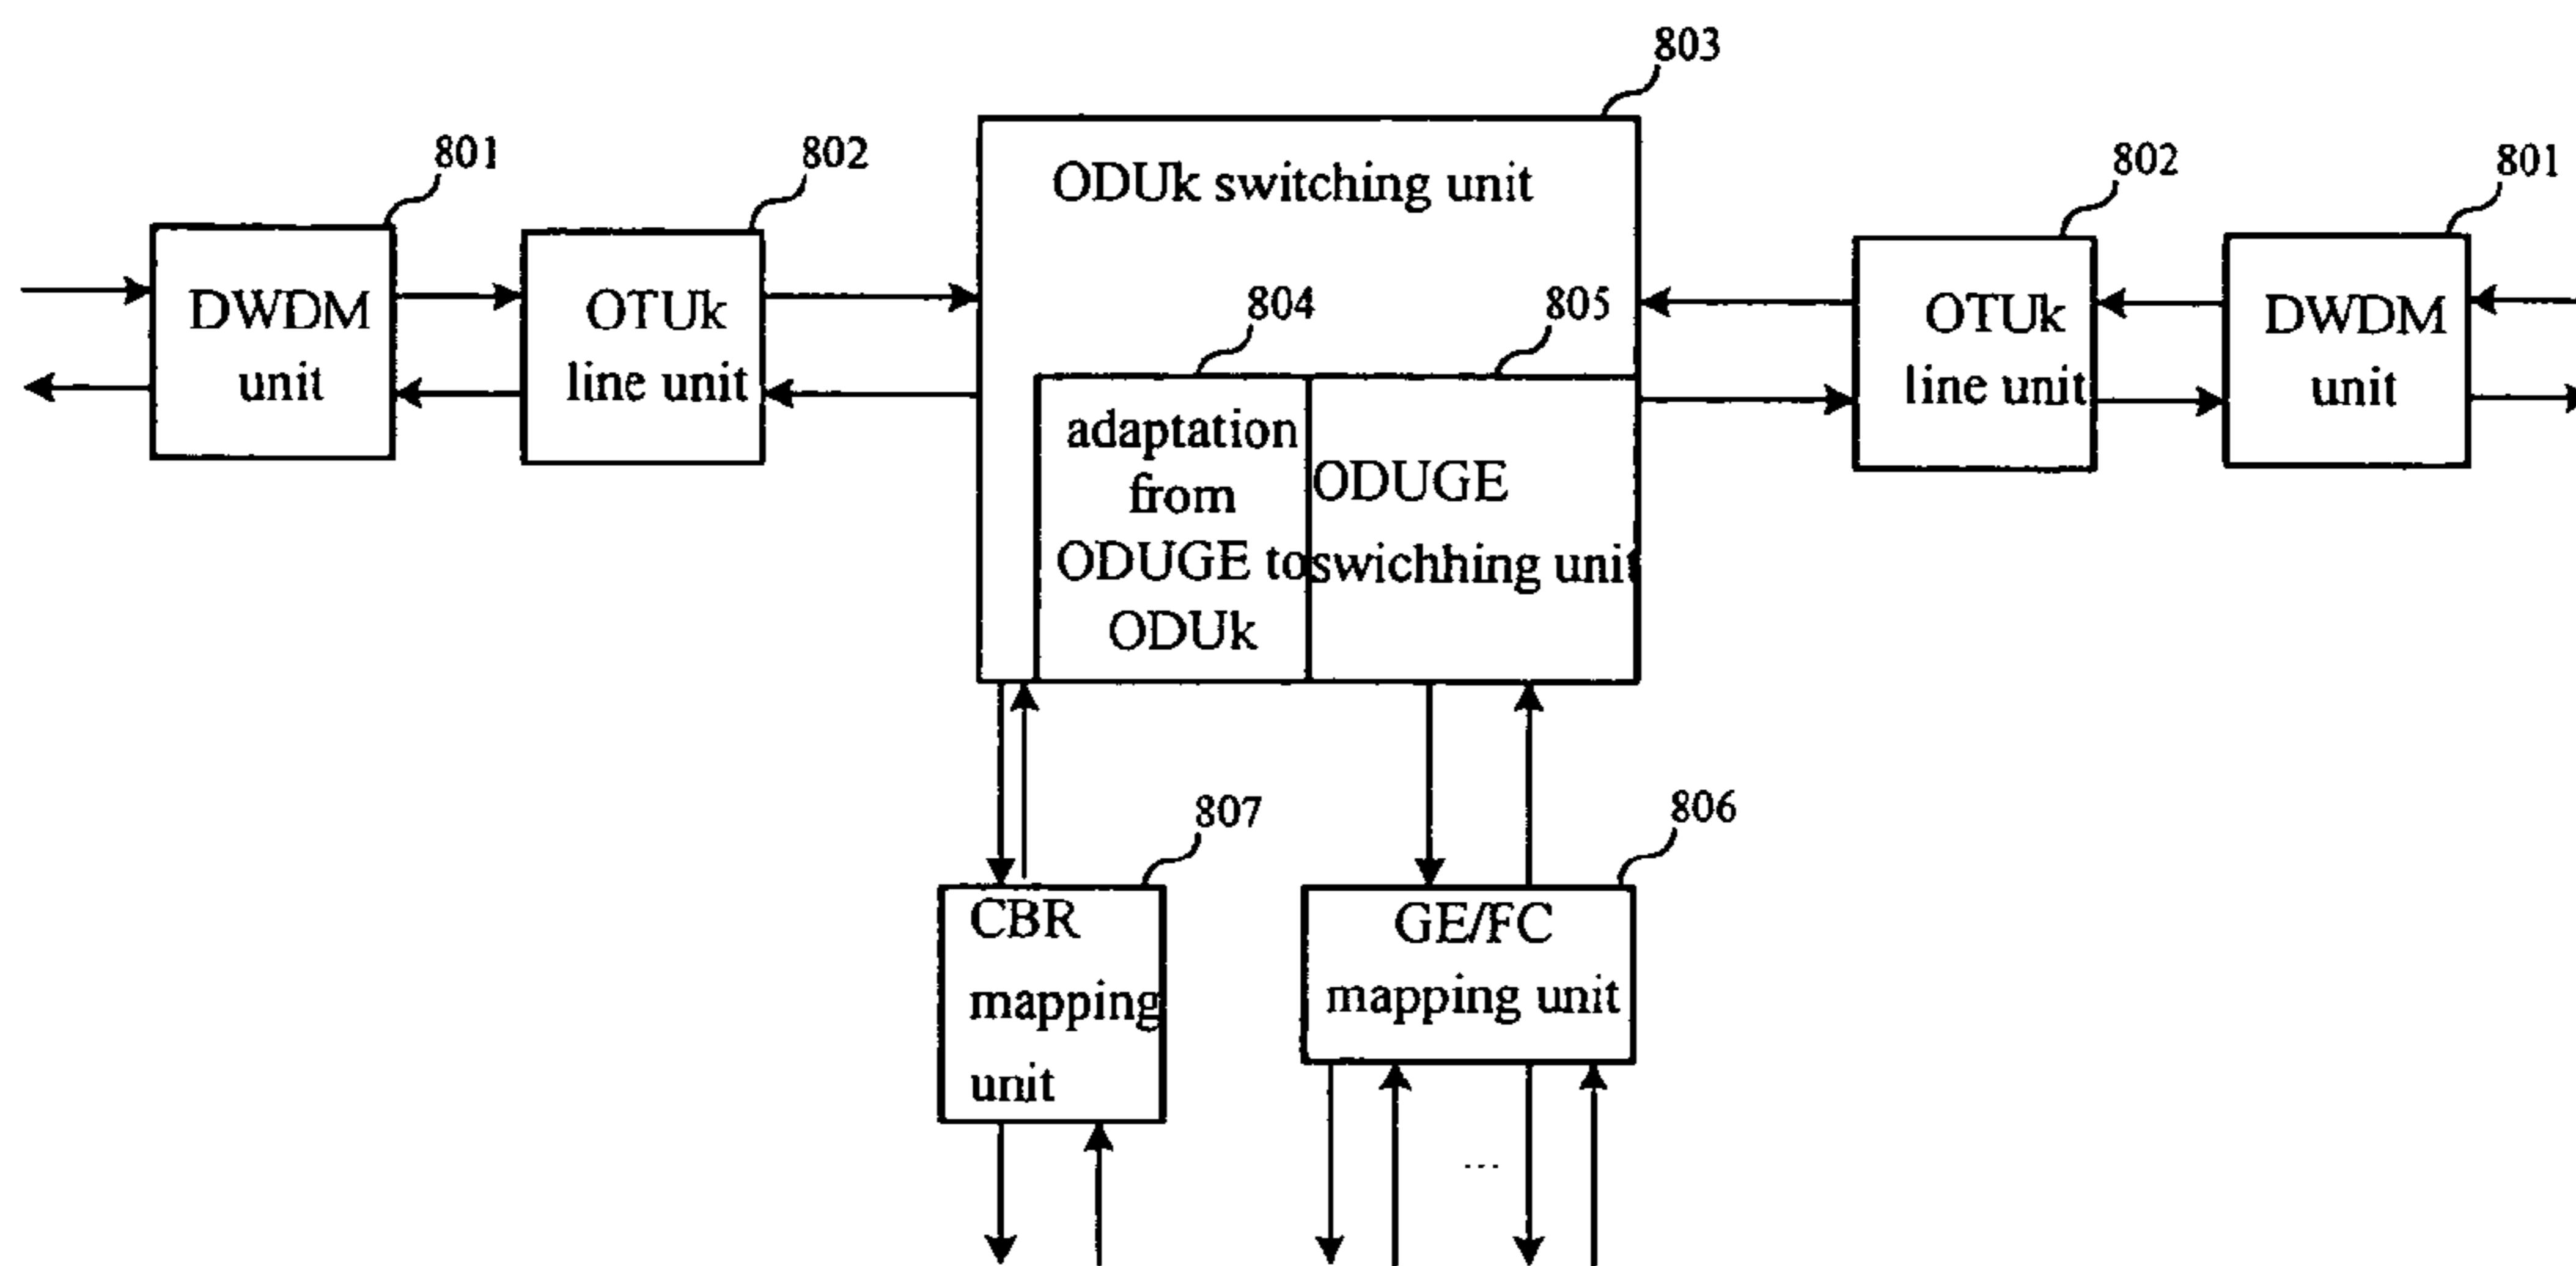 803
801
802
802
801
ODUk switching unit
DWDM
unit
OTUk
line unit
804
805
OTUk
line unit
DWDM
unit
adaptation
from
ODUGE to
ODUk
ODUGE
swichhing unit
807
806
CBR
mapping
unit
GE/FC
mapping unit
...